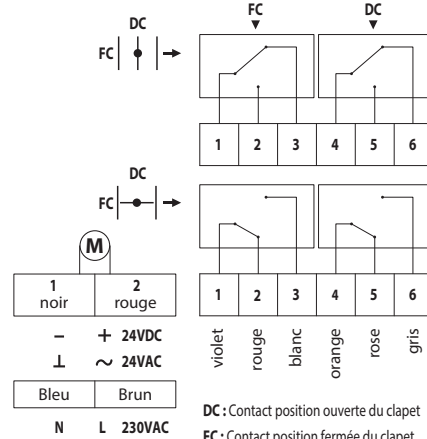 FC DC
DC
FC
1 2 3 4 5 6
DC
FC
M
1 2
noir rouge
1 2 3 4 5 6
violet rouge blanc orange rose gris
– + 24VDC
⊥ ~ 24VAC
Bleu Brun
N L 230VAC
DC : Contact position ouverte du clapet
FC : Contact position fermée du clapet